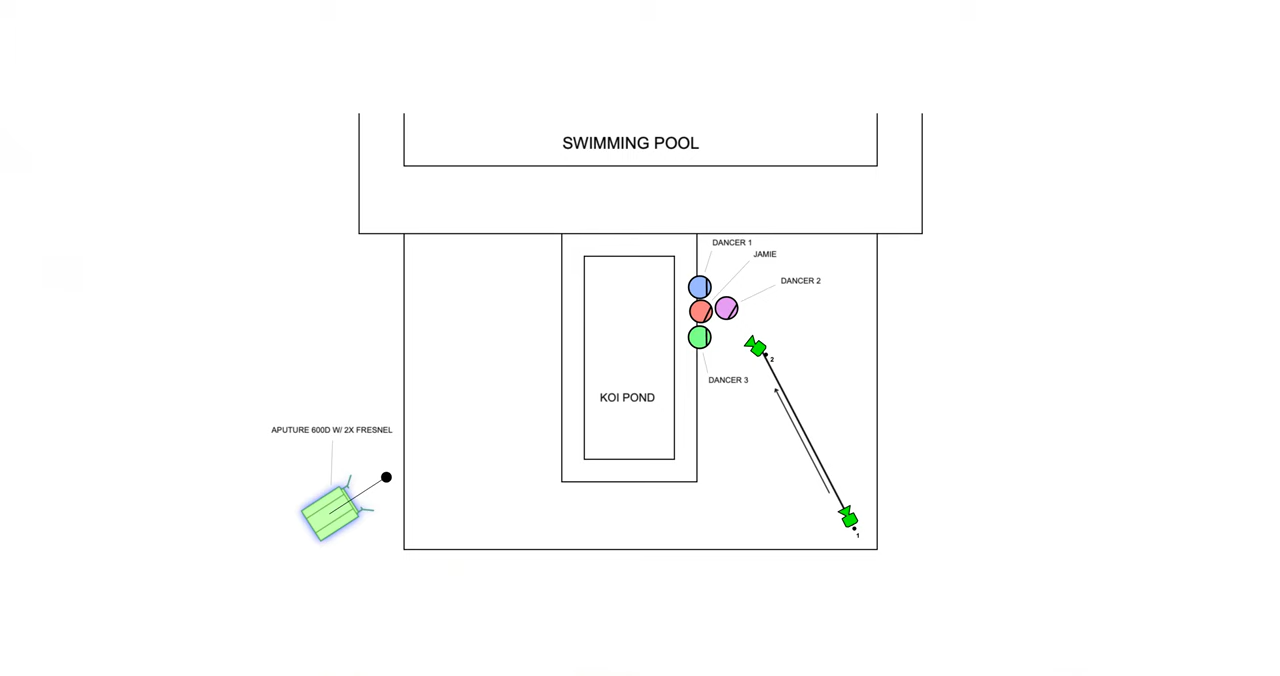 SWIMMING POOL
DANCER 1
JAMIE
DANCER 2
2
DANCER 3
KOI POND
APUTURE 600D W/ 2X FRESNEL
1